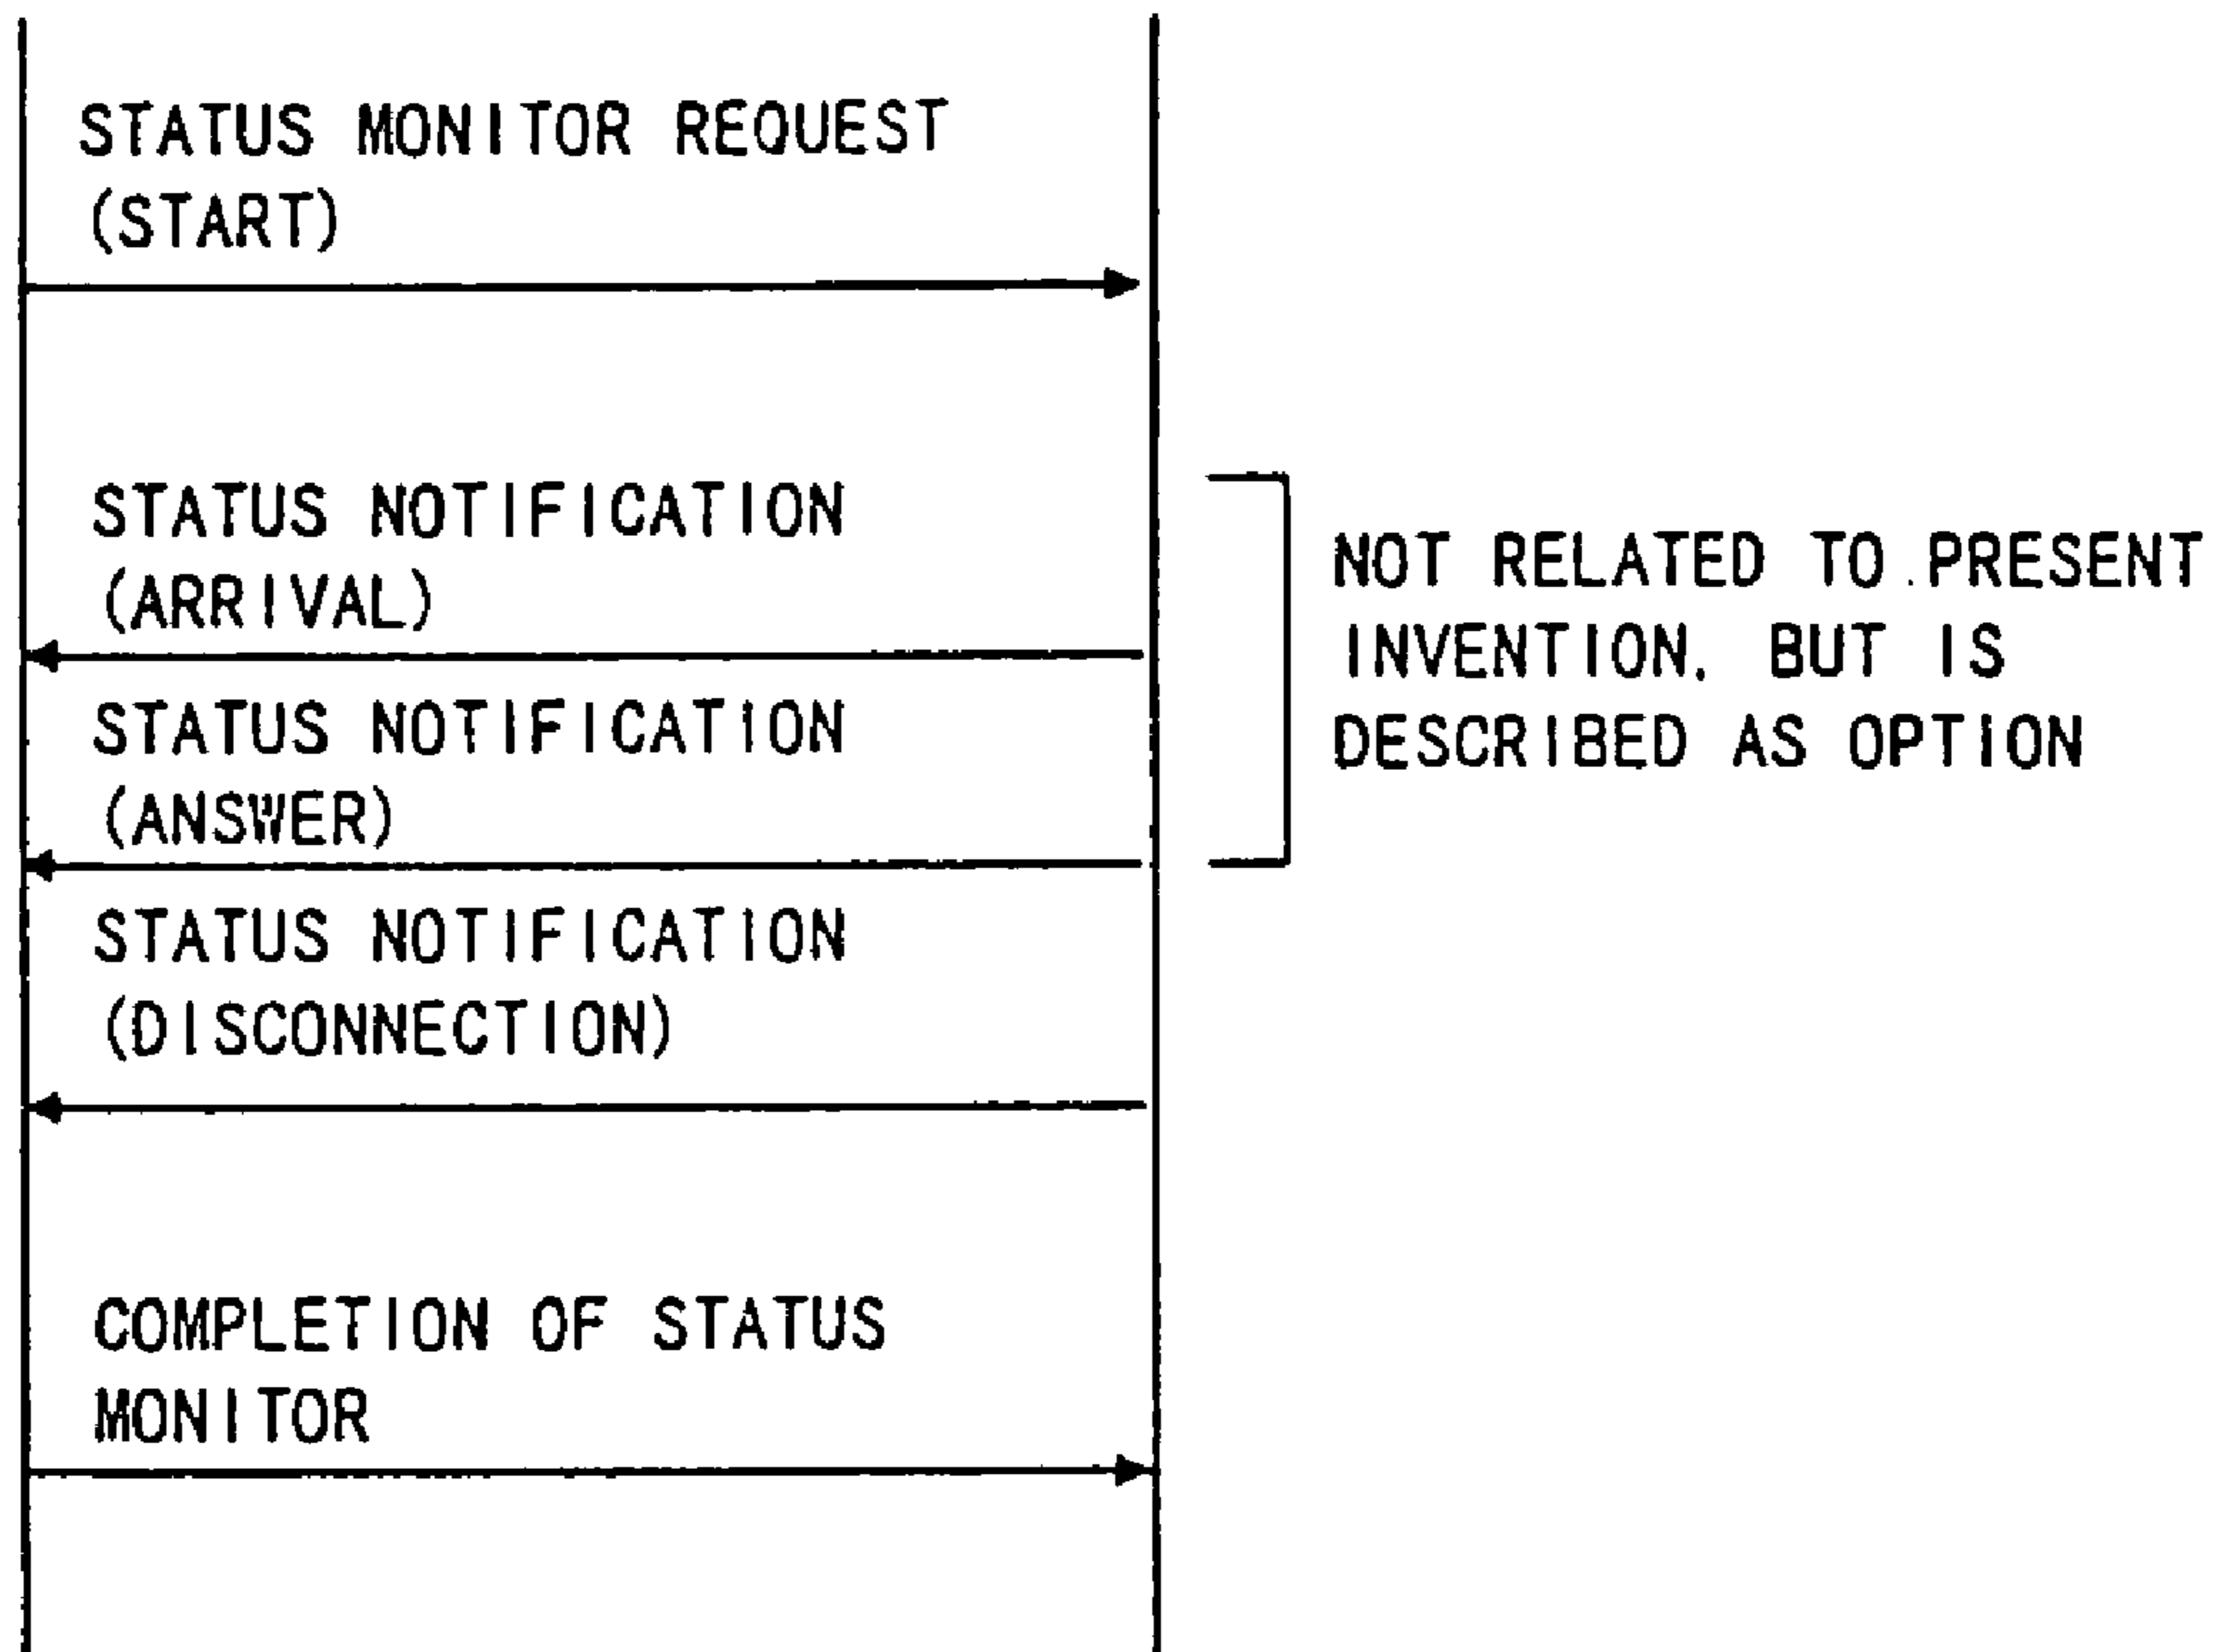 STATUS MONITOR REQUEST
(START)
STATUS NOTIFICATION
(ARRIVAL)
STATUS NOTIFICATION
(ANSWER)
STATUS NOTIFICATION
(DISCONNECTION)
COMPLETION OF STATUS
MONITOR
NOT RELATED TO PRESENT
INVENTION, BUT IS
DESCRIBED AS OPTION